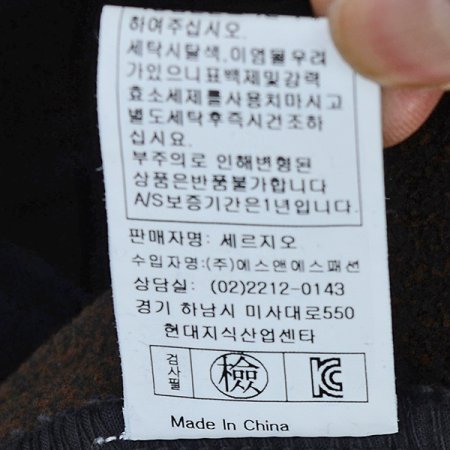 하여주십시오.
세탁시탈색,이염될우려
가있으니표백제및강력
효소세제를사용치마시고
별도세탁후즉시건조하
십시요.
부주의로 인해변형된
상품은반품불가합니다
A/S보증기간은1년입니다.
판매자명: 세르지오
수입자명:(주)에스앤에스패션
상담실: (02)2212-0143
경기 하남시 미사대로550
현대지식산업센타
검사필 檢 KC
Made In China